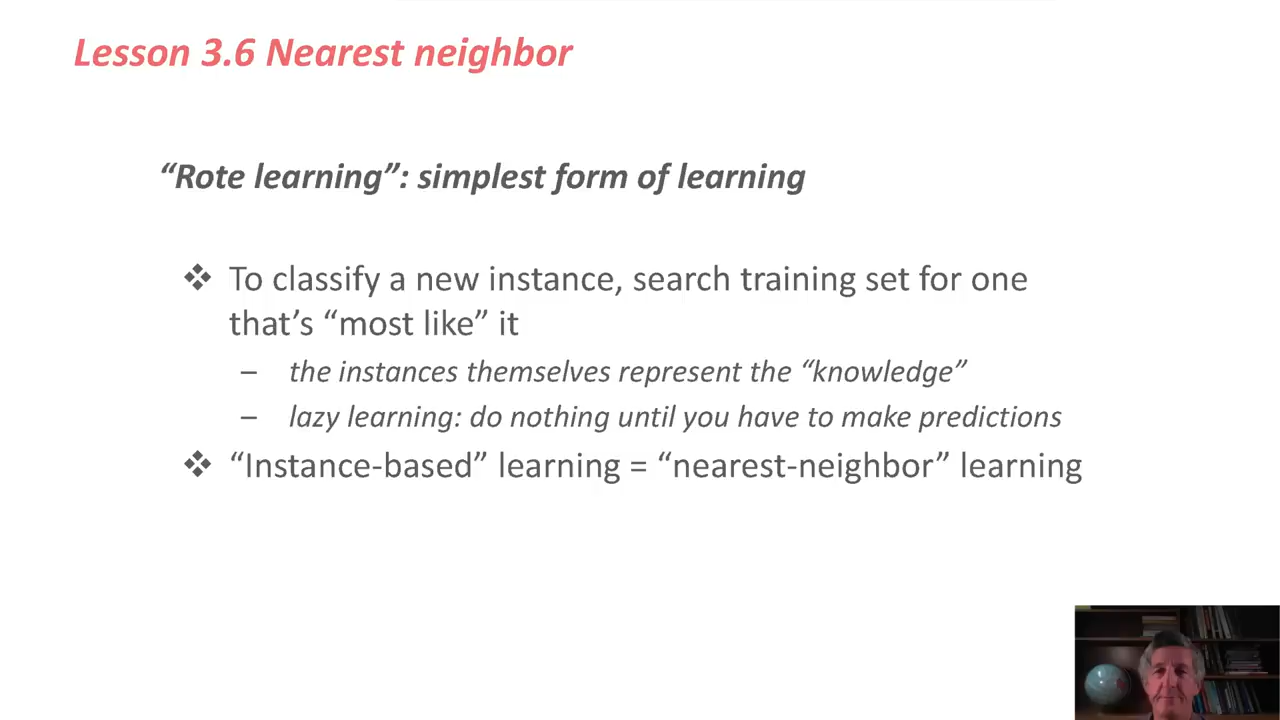 Lesson 3.6 Nearest neighbor
“Rote learning”: simplest form of learning
❖ To classify a new instance, search training set for one
that’s “most like” it
– the instances themselves represent the “knowledge”
– lazy learning: do nothing until you have to make predictions
❖ “Instance-based” learning = “nearest-neighbor” learning